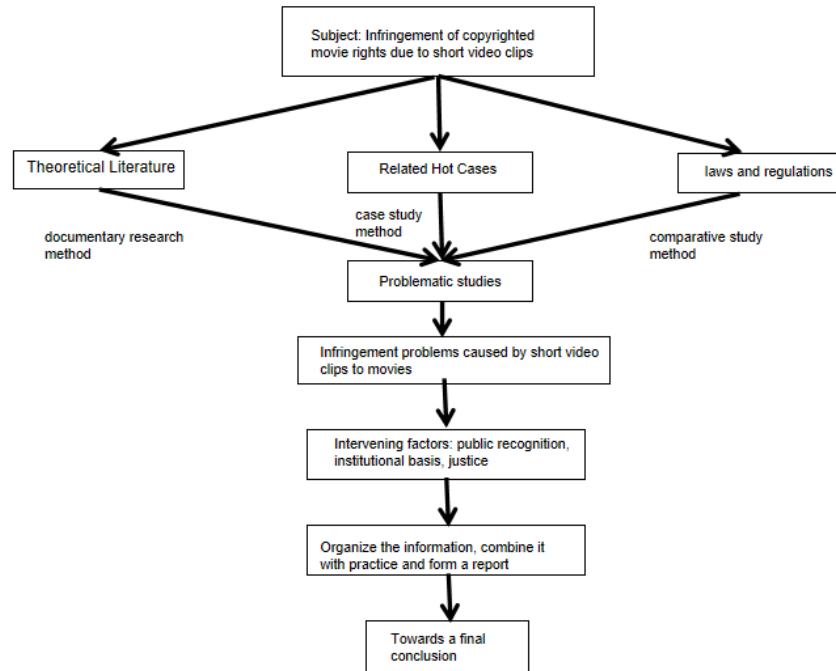 Subject: Infringement of copyrighted
movie rights due to short video clips
Theoretical Literature
Related Hot Cases
laws and regulations
documentary research
method
case study
method
comparative study
method
Problematic studies
Infringement problems caused by short video
clips to movies
Intervening factors: public recognition,
institutional basis, justice
Organize the information, combine it
with practice and form a report
Towards a final
conclusion